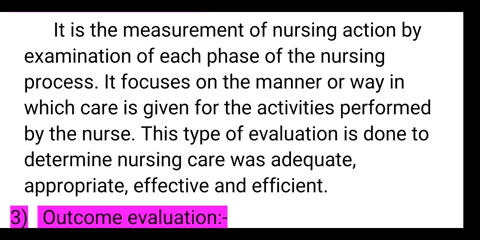 It is the measurement of nursing action by
examination of each phase of the nursing
process. It focuses on the manner or way in
which care is given for the activities performed
by the nurse. This type of evaluation is done to
determine nursing care was adequate,
appropriate, effective and efficient.
3) Outcome evaluation:-